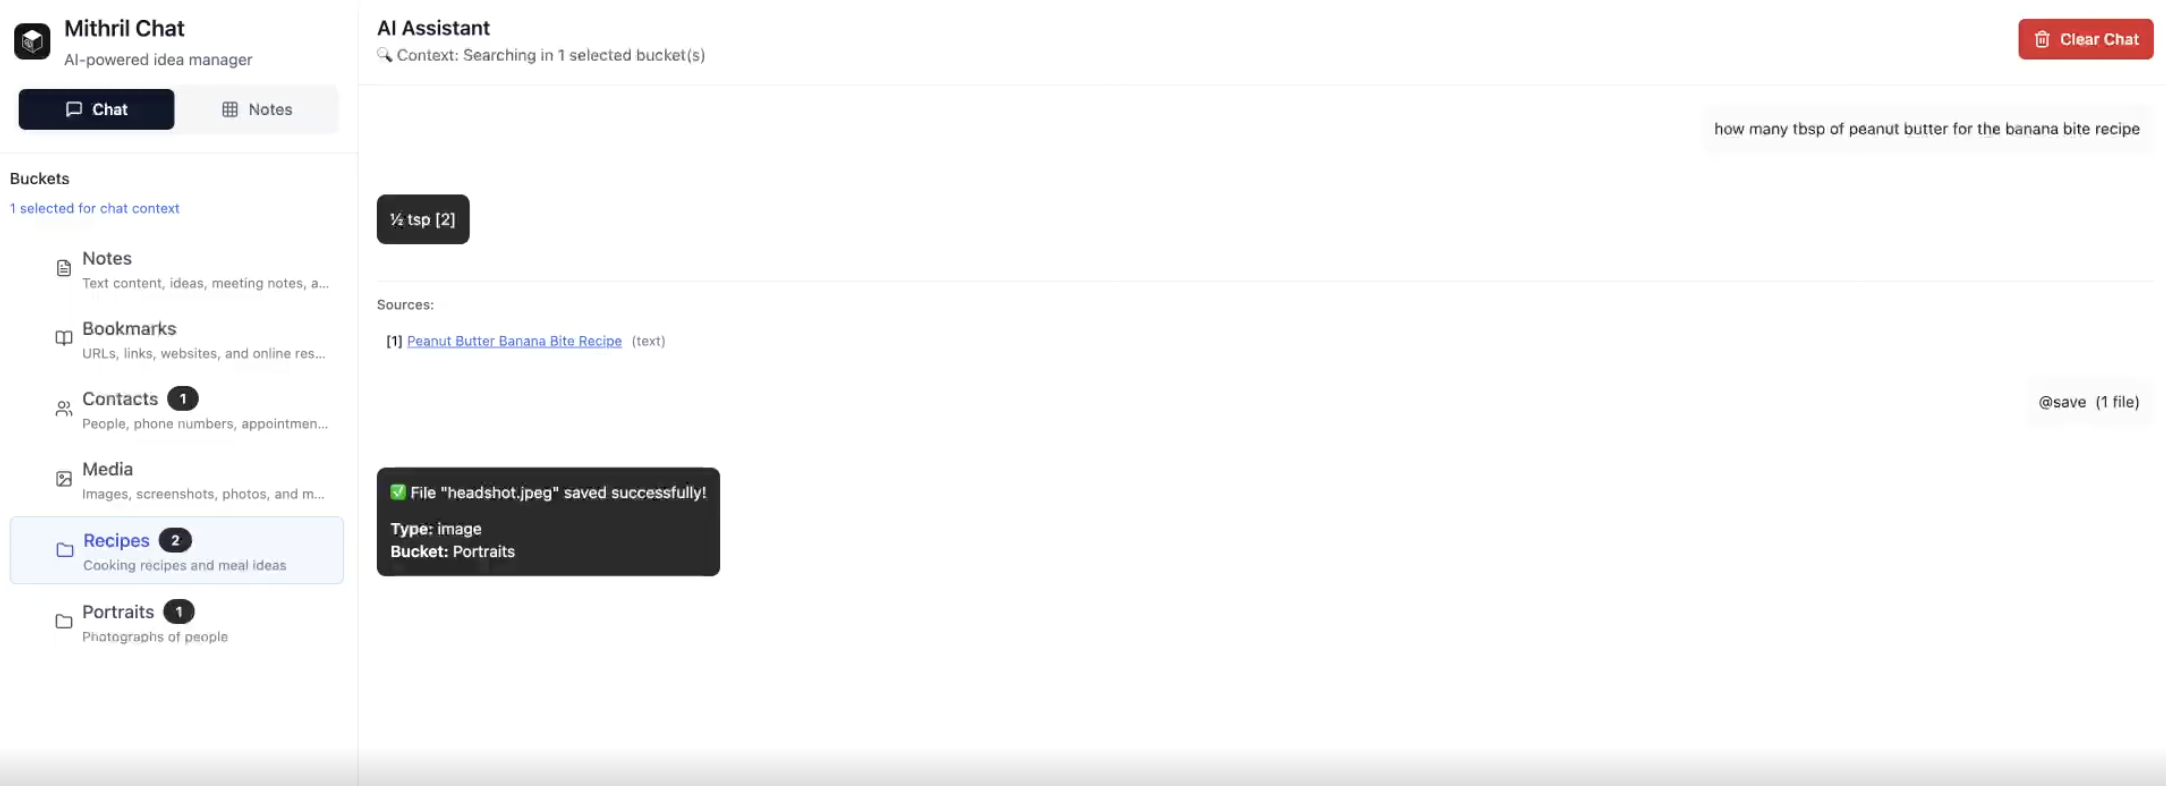 Mithril Chat
AI-powered idea manager
Chat
Notes
Buckets
1 selected for chat context
Notes
Text content, ideas, meeting notes, a...
Bookmarks
URLs, links, websites, and online res...
Contacts 1
People, phone numbers, appointmen...
Media
Images, screenshots, photos, and m...
Recipes 2
Cooking recipes and meal ideas
Portraits 1
Photographs of people
AI Assistant
🔍 Context: Searching in 1 selected bucket(s)
Clear Chat
how many tbsp of peanut butter for the banana bite recipe
½ tsp [2]
Sources:
[1] Peanut Butter Banana Bite Recipe (text)
@save (1 file)
✅ File "headshot.jpeg" saved successfully!
Type: image
Bucket: Portraits